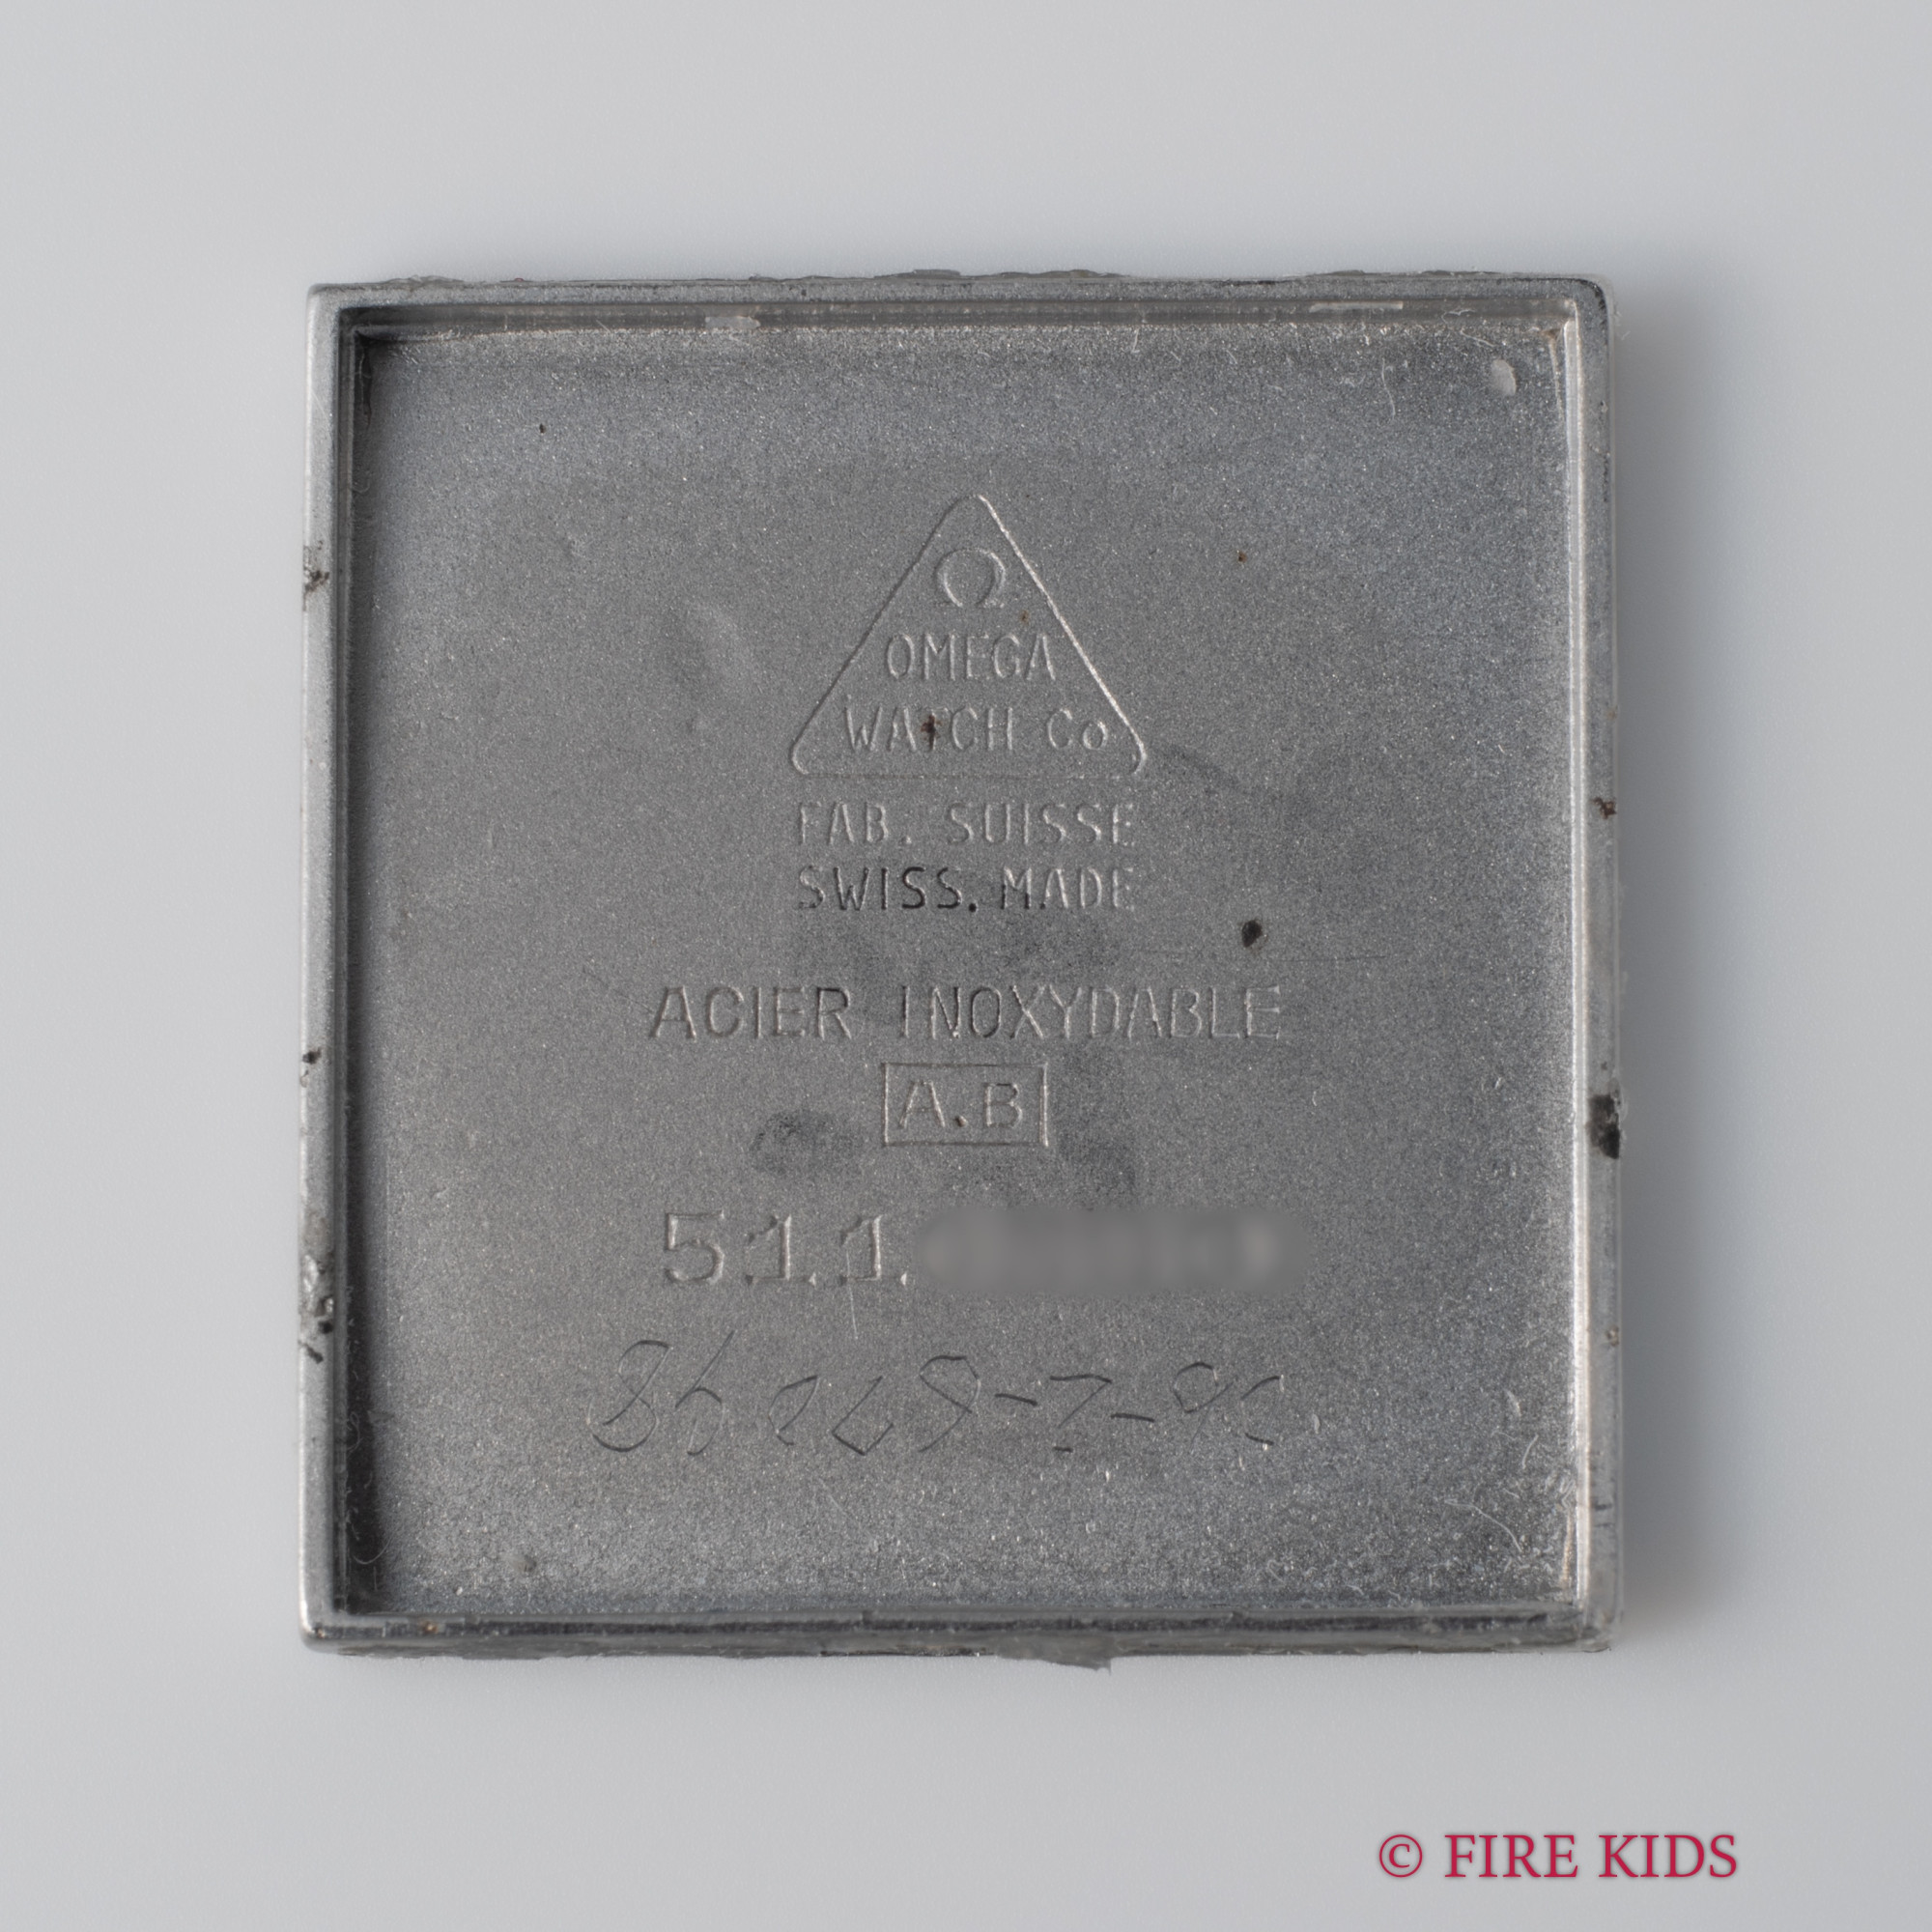 Ω
OMEGA
WATCH Co
FAB. SUISSE
SWISS. MADE
ACIER INOXYDABLE
A.B
511
© FIRE KIDS